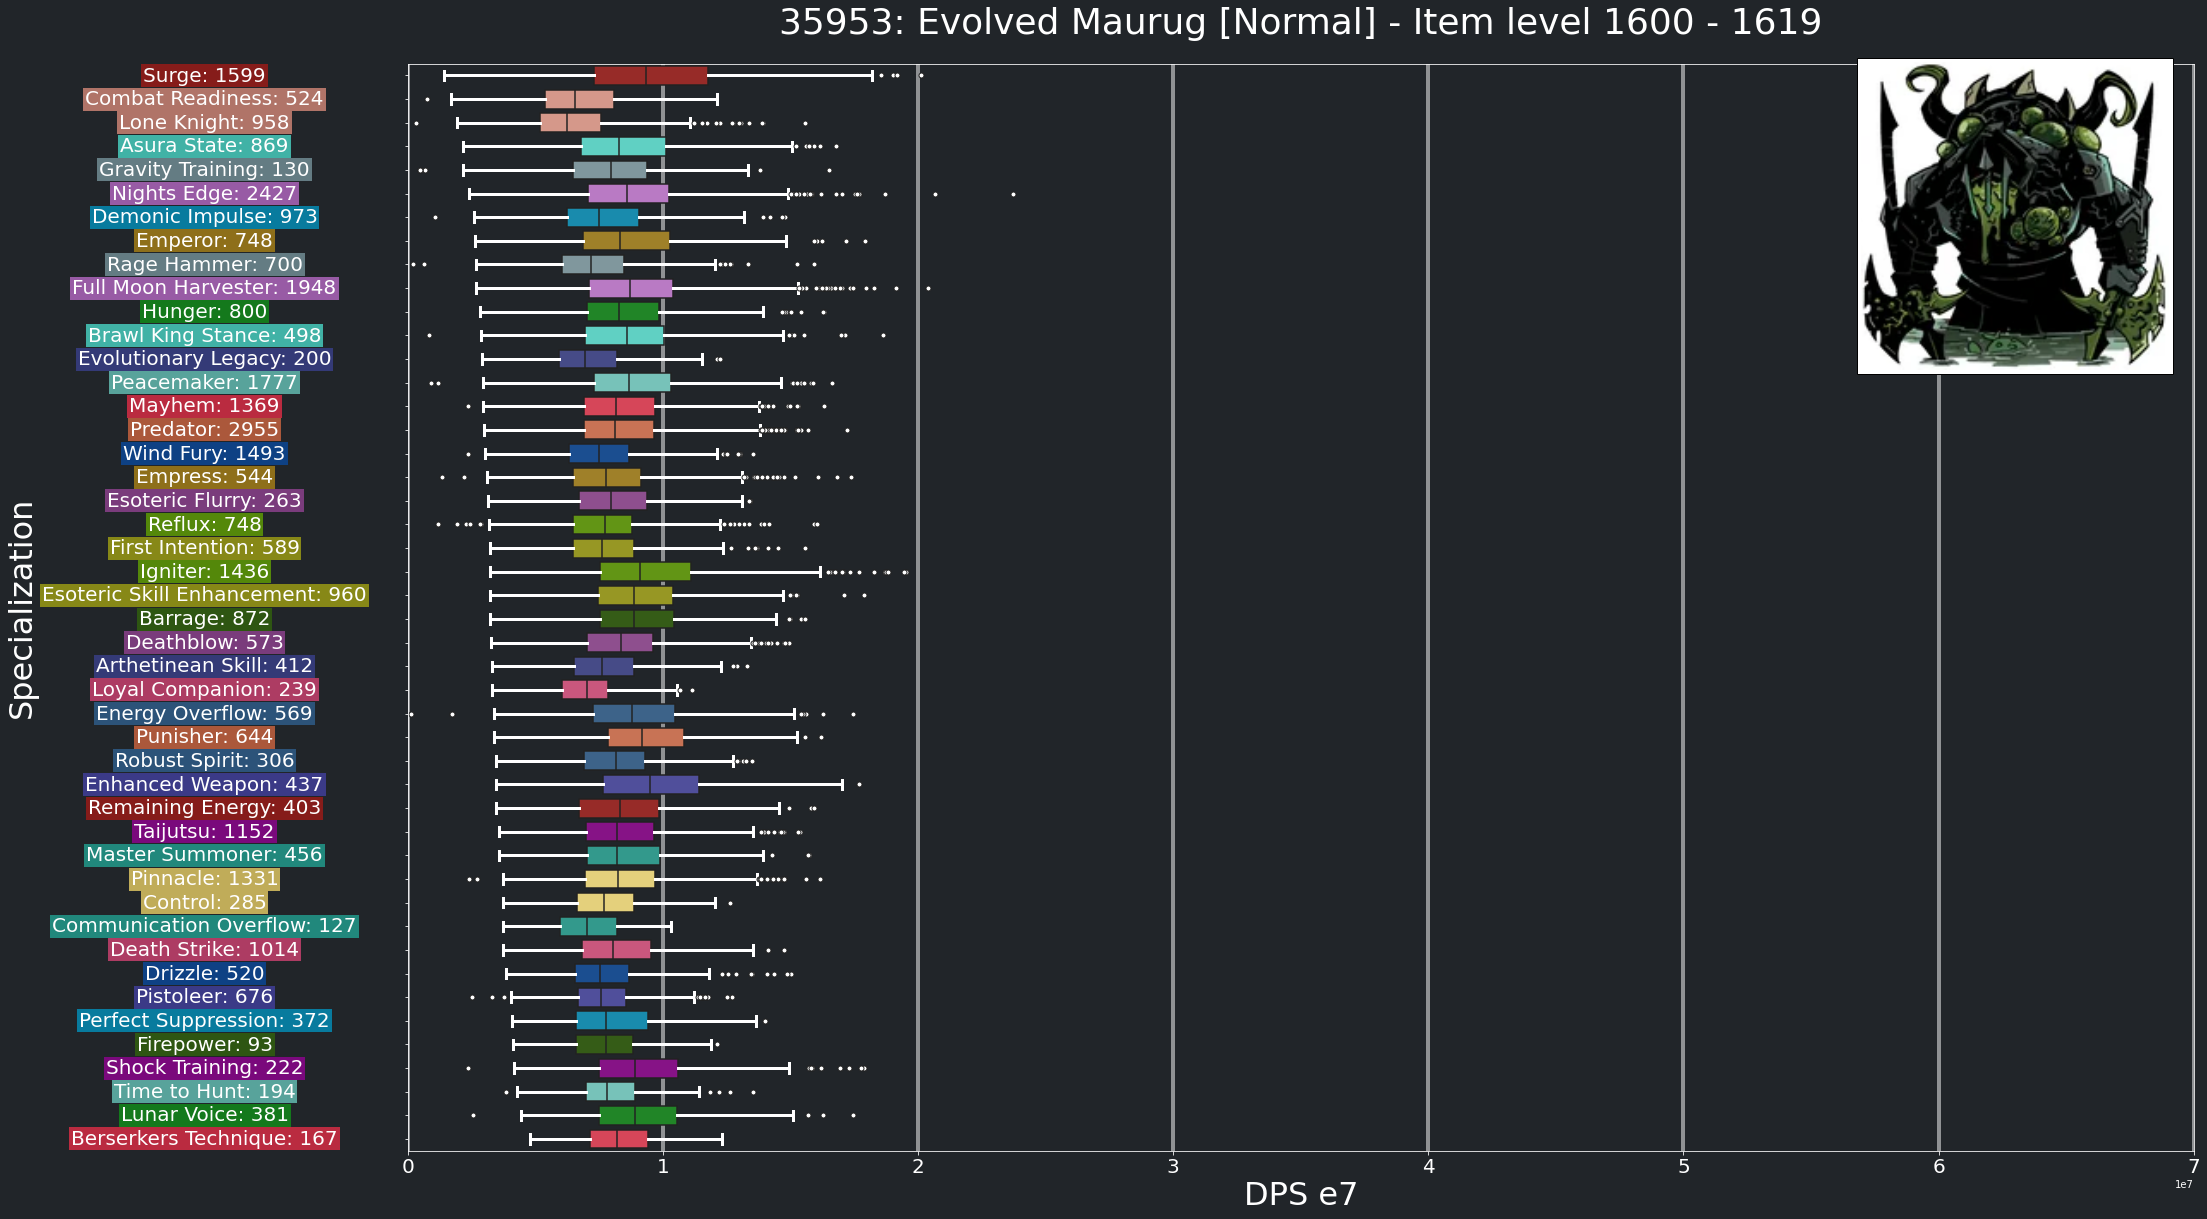 35953: Evolved Maurug [Normal] - Item level 1600 - 1619
Surge: 1599
Combat Readiness: 524
Lone Knight: 958
Asura State: 869
Gravity Training: 130
Nights Edge: 2427
Demonic Impulse: 973
Emperor: 748
Rage Hammer: 700
Full Moon Harvester: 1948
Hunger: 800
Brawl King Stance: 498
Evolutionary Legacy: 200
Peacemaker: 1777
Mayhem: 1369
Predator: 2955
Wind Fury: 1493
Empress: 544
Esoteric Flurry: 263
Reflux: 748
First Intention: 589
Igniter: 1436
Esoteric Skill Enhancement: 960
Barrage: 872
Deathblow: 573
Arthetinean Skill: 412
Loyal Companion: 239
Energy Overflow: 569
Punisher: 644
Robust Spirit: 306
Enhanced Weapon: 437
Remaining Energy: 403
Taijutsu: 1152
Master Summoner: 456
Pinnacle: 1331
Control: 285
Communication Overflow: 127
Death Strike: 1014
Drizzle: 520
Pistoleer: 676
Perfect Suppression: 372
Firepower: 93
Shock Training: 222
Time to Hunt: 194
Lunar Voice: 381
Berserkers Technique: 167
Specialization
0 1 2 3 4 5 6 7
1e7
DPS e7